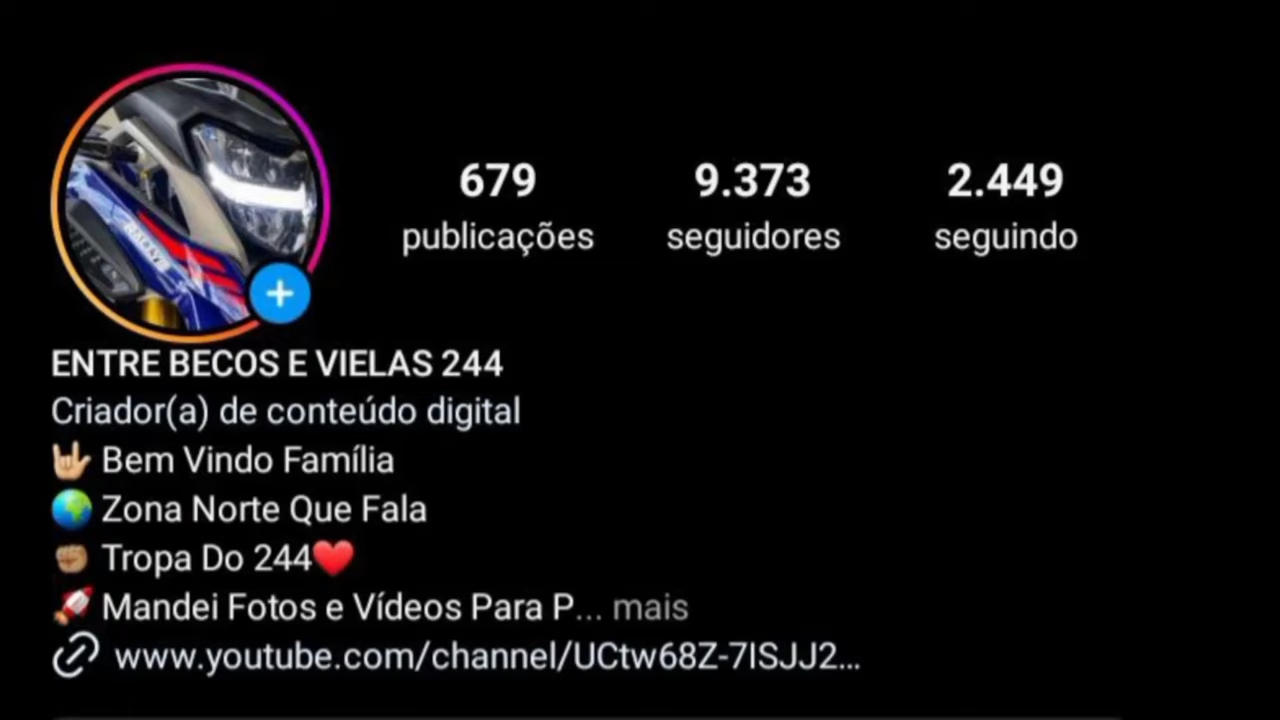 679 9.373 2.449
publicações seguidores seguindo
ENTRE BECOS E VIELAS 244
Criador(a) de conteúdo digital
🤟🏼 Bem Vindo Família
🌍 Zona Norte Que Fala
✊🏽 Tropa Do 244❤️
🚀 Mandei Fotos e Vídeos Para P... mais
www.youtube.com/channel/UCtw68Z-7ISJJ2...